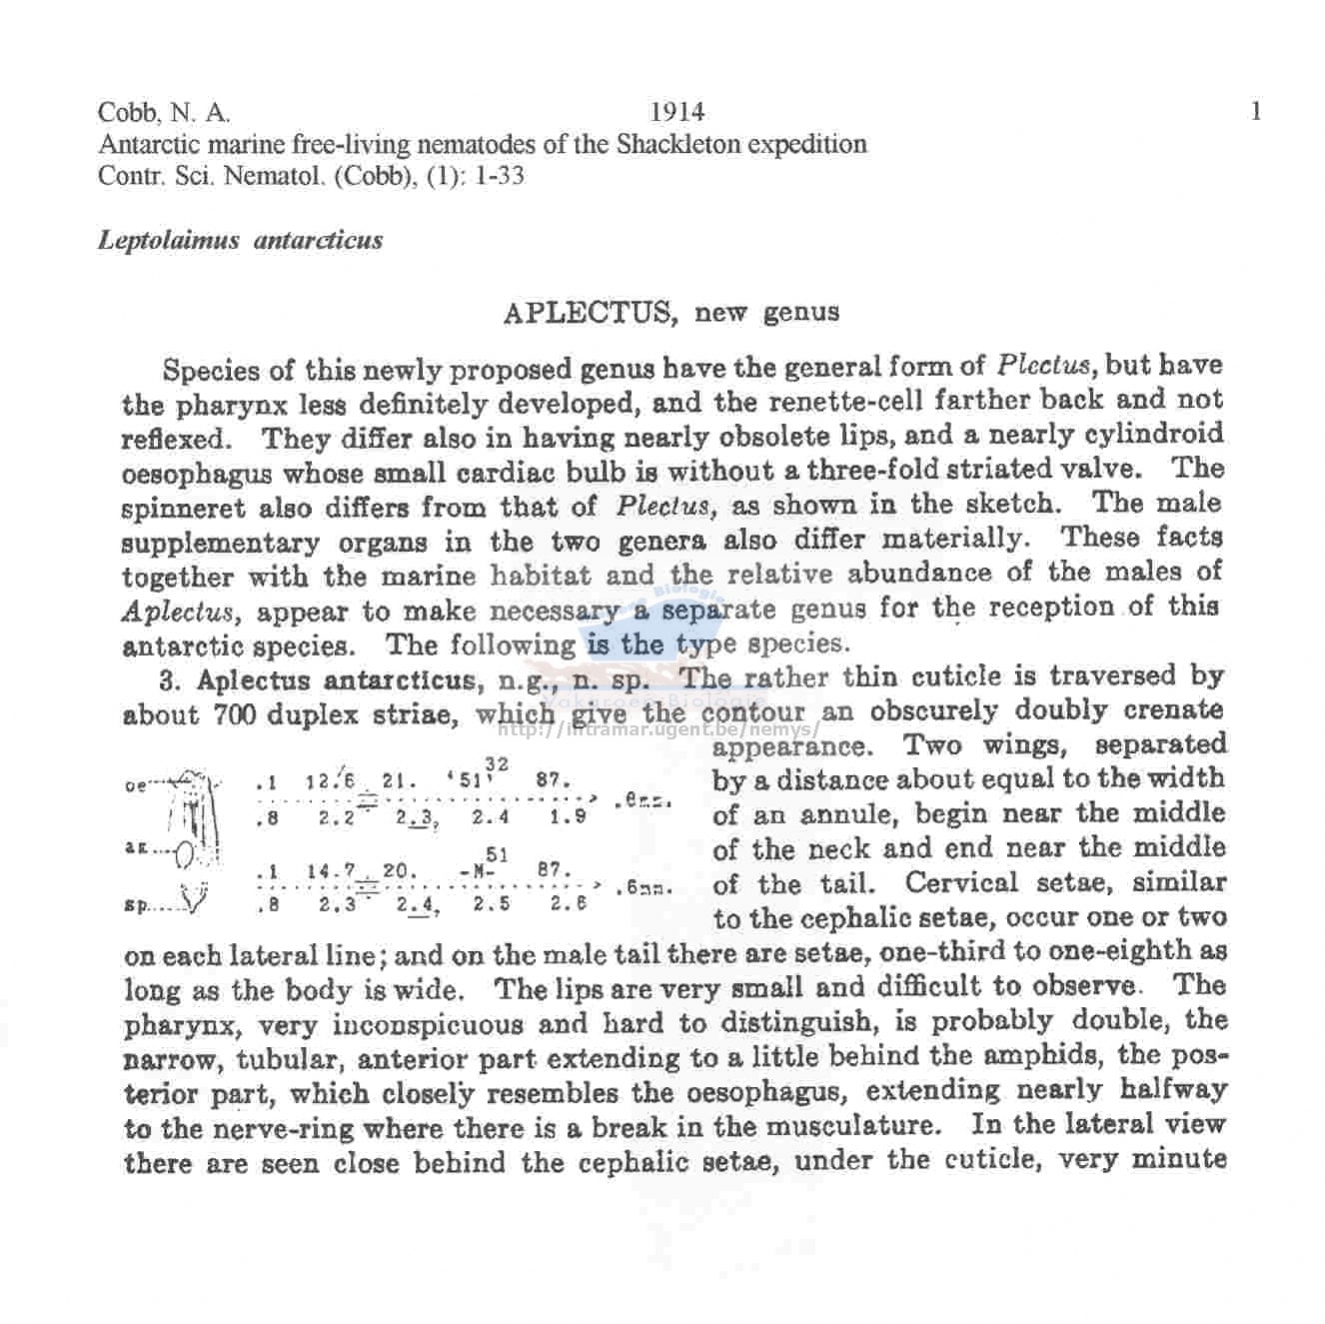 Cobb, N. A. 1914 1
Antarctic marine free-living nematodes of the Shackleton expedition
Contr. Sci. Nematol. (Cobb), (1): 1-33
Leptolaimus antarcticus
APLECTUS, new genus
Species of this newly proposed genus have the general form of Plectus, but have
the pharynx less definitely developed, and the renette-cell farther back and not
reflexed. They differ also in having nearly obsolete lips, and a nearly cylindroid
oesophagus whose small cardiac bulb is without a three-fold striated valve. The
spinneret also differs from that of Plectus, as shown in the sketch. The male
supplementary organs in the two genera also differ materially. These facts
together with the marine habitat and the relative abundance of the males of
Aplectus, appear to make necessary a separate genus for the reception of this
antarctic species. The following is the type species.
3. Aplectus antarcticus, n.g., n. sp. The rather thin cuticle is traversed by
about 700 duplex striae, which give the contour an obscurely doubly crenate
http://intramar.ugent.be/nemys/
appearance. Two wings, separated
by a distance about equal to the width
of an annule, begin near the middle
of the neck and end near the middle
of the tail. Cervical setae, similar
to the cephalic setae, occur one or two
oe
am
sp
.1 12.6 21. 51 32 87.
.8 2.2 2.3, 2.4 1.9
.1 14.7 20. -M- 51 87. .6mm.
.8 2.3 2.4, 2.5 2.6
on each lateral line; and on the male tail there are setae, one-third to one-eighth as
long as the body is wide. The lips are very small and difficult to observe. The
pharynx, very inconspicuous and hard to distinguish, is probably double, the
narrow, tubular, anterior part extending to a little behind the amphids, the pos-
terior part, which closely resembles the oesophagus, extending nearly halfway
to the nerve-ring where there is a break in the musculature. In the lateral view
there are seen close behind the cephalic setae, under the cuticle, very minute